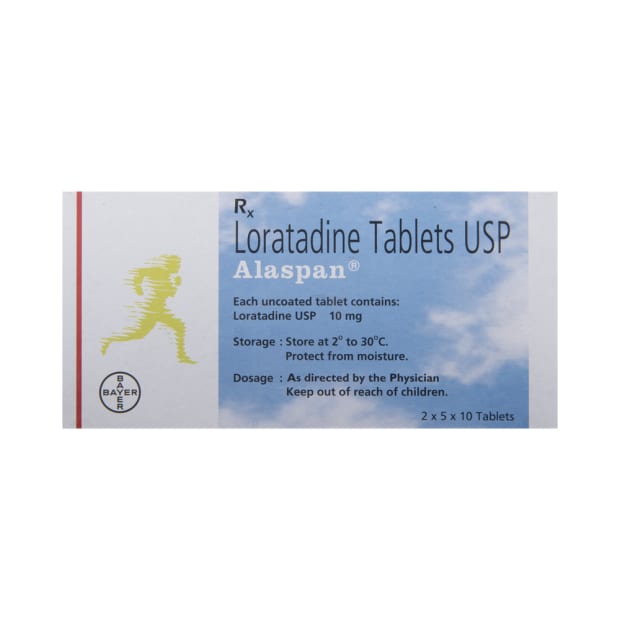 Rx
Loratadine Tablets USP
Alaspan®
Each uncoated tablet contains:
Loratadine USP 10 mg
Storage : Store at 2° to 30°C.
Protect from moisture.
Dosage : As directed by the Physician
Keep out of reach of children.
2 x 5 x 10 Tablets
BAYER
BAYER